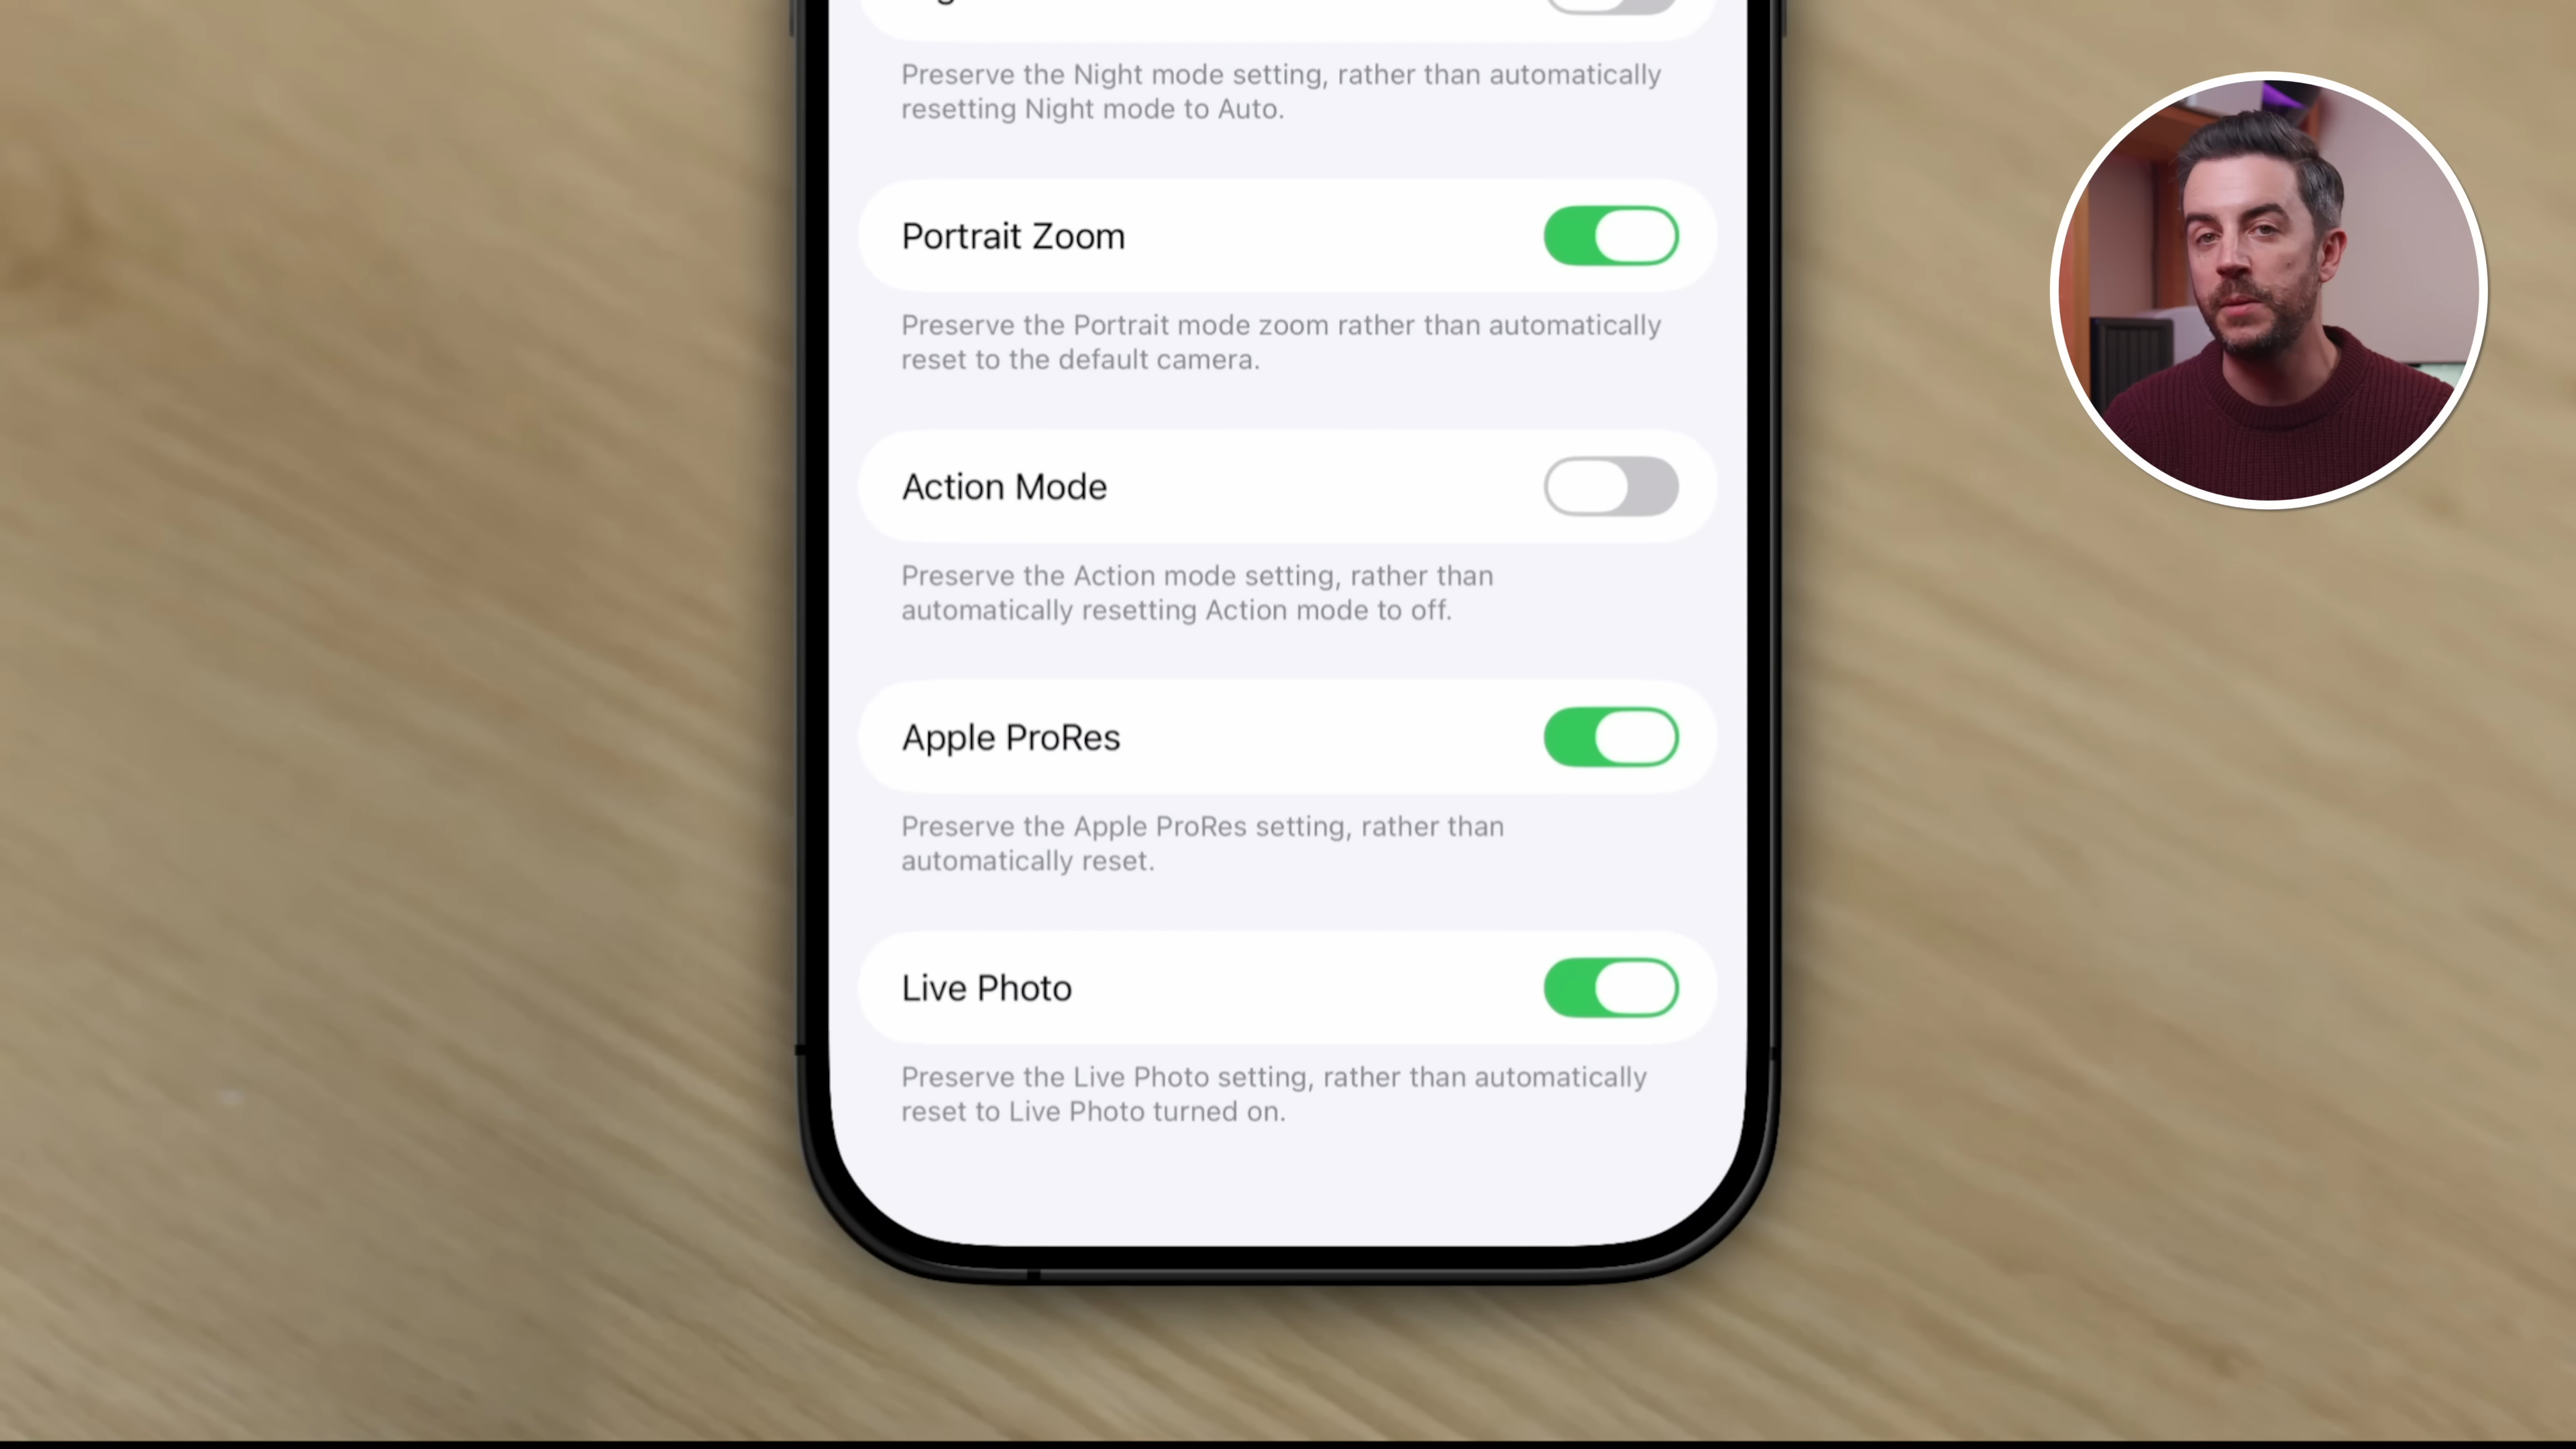 Preserve the Night mode setting, rather than automatically
resetting Night mode to Auto.
Portrait Zoom
Preserve the Portrait mode zoom rather than automatically
reset to the default camera.
Action Mode
Preserve the Action mode setting, rather than
automatically resetting Action mode to off.
Apple ProRes
Preserve the Apple ProRes setting, rather than
automatically reset.
Live Photo
Preserve the Live Photo setting, rather than automatically
reset to Live Photo turned on.